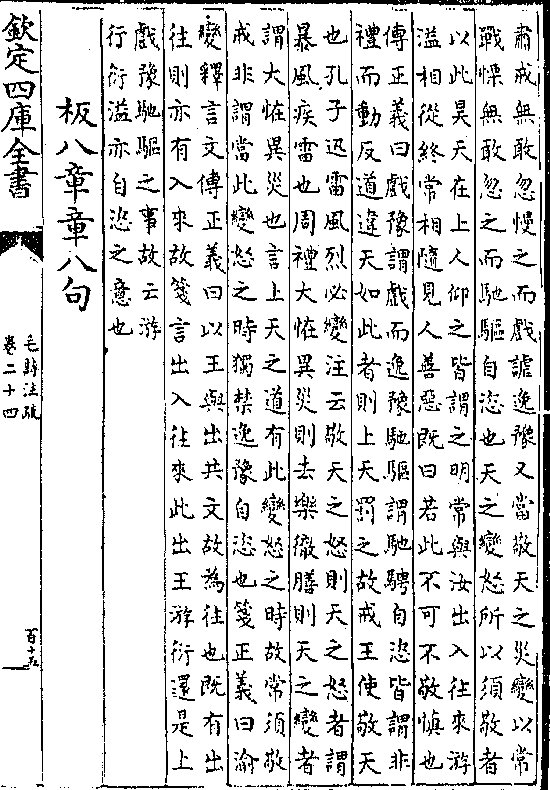 肅戒無敢忽慢之而戲謔逸豫又當敬天之災變以常
戰慄無敢忽之而馳驅自恣也天之變怒所以須敬者
以此昊天在上人仰之皆謂之明常與汝出入往來游
溢相從終常相隨見人善惡既曰若此不可不敬慎也
傳正義曰戲豫謂戲而逸豫馳驅謂馳騁自恣皆謂非
禮而動反道違天如此者則上天罰之故戒王使敬天
也孔子迅雷風烈必變注云敬天之怒則天之怒者謂
暴風疾雷也周禮大怪異災則去樂徹膳則天之變者
謂大怪異災也言上天之道有此變怒之時故常須敬
戒非謂當此變怒之時獨禁逸豫自恣也箋正義曰渝
變釋言文傳正義曰以王與出共文故為往也既有出
往則亦有入來故箋言出入往來此出王游衍還是上
戲豫馳驅之事故云游
行衍溢亦自恣之意也
板八章章八句
欽定四庫全書
毛詩注疏
卷二十四
百十五